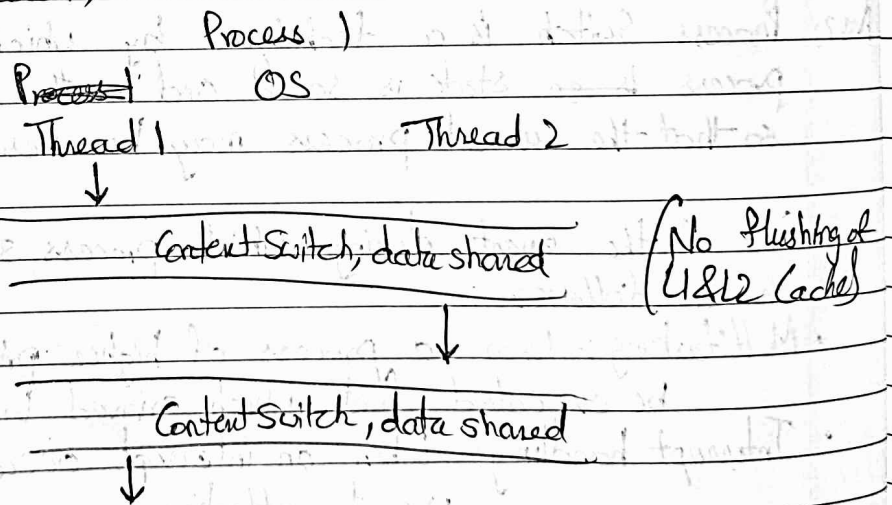 Process 1
OS
Thread 1 Thread 2
Context Switch, data shared
(No flushing of
L1&L2 Cache)
Context Switch, data shared